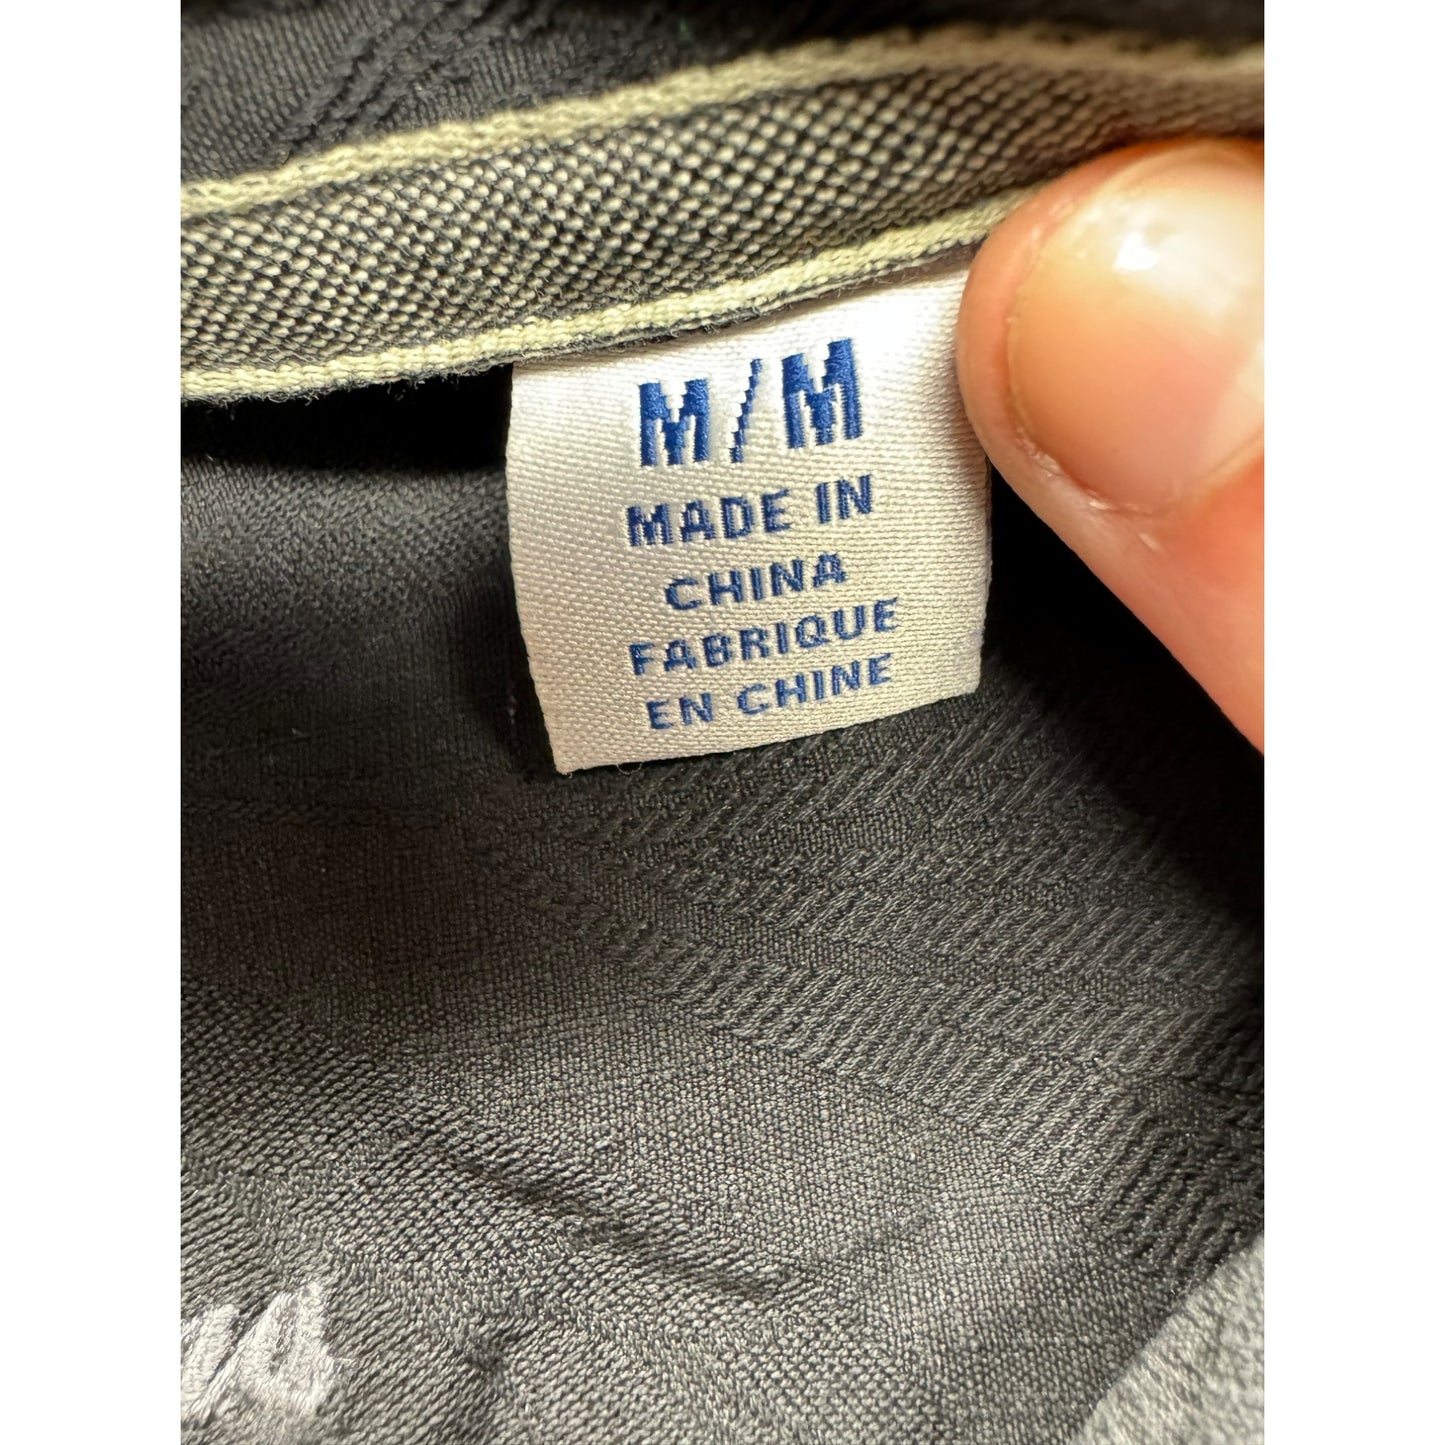 M/M
MADE IN
CHINA
FABRIQUE
EN CHINE